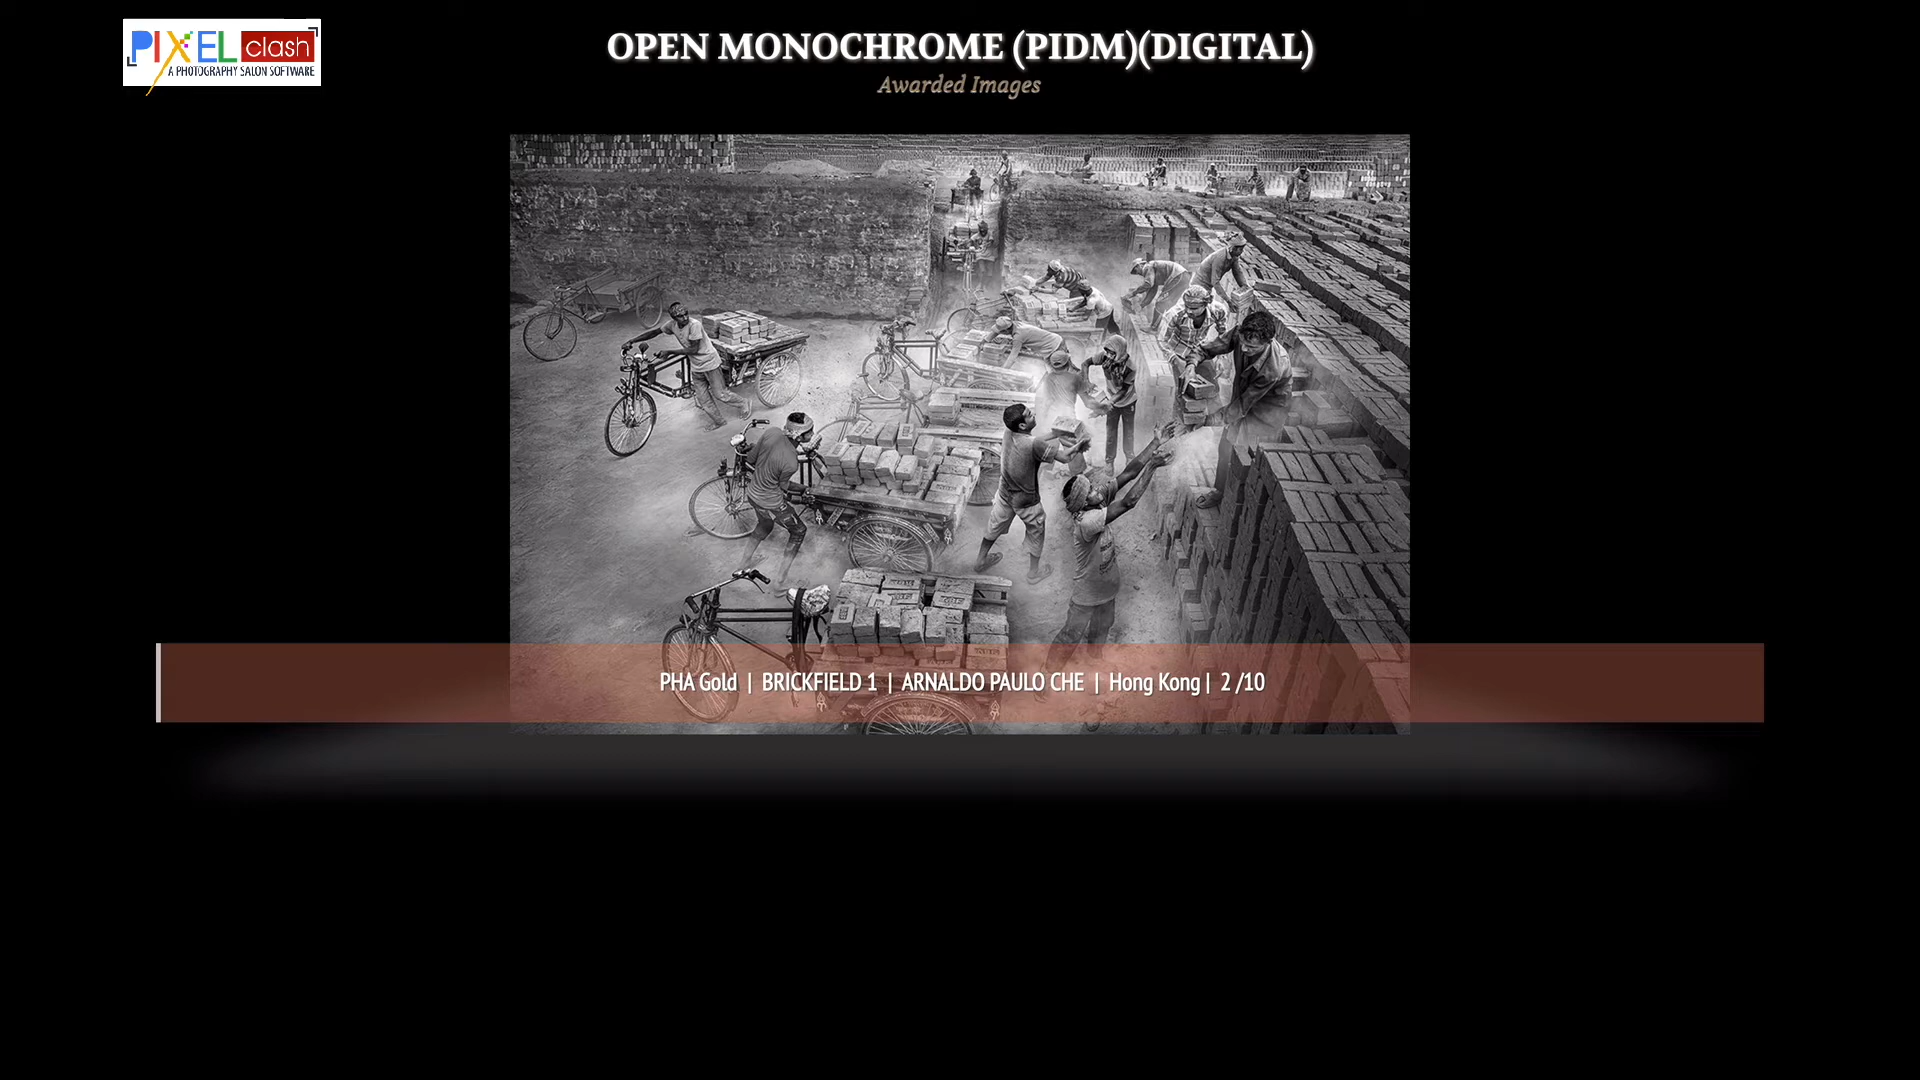 PIXEL clash
A PHOTOGRAPHY SALON SOFTWARE
OPEN MONOCHROME (PIDM)(DIGITAL)
Awarded Images
PHA Gold | BRICKFIELD 1 | ARNALDO PAULO CHE | Hong Kong | 2 /10